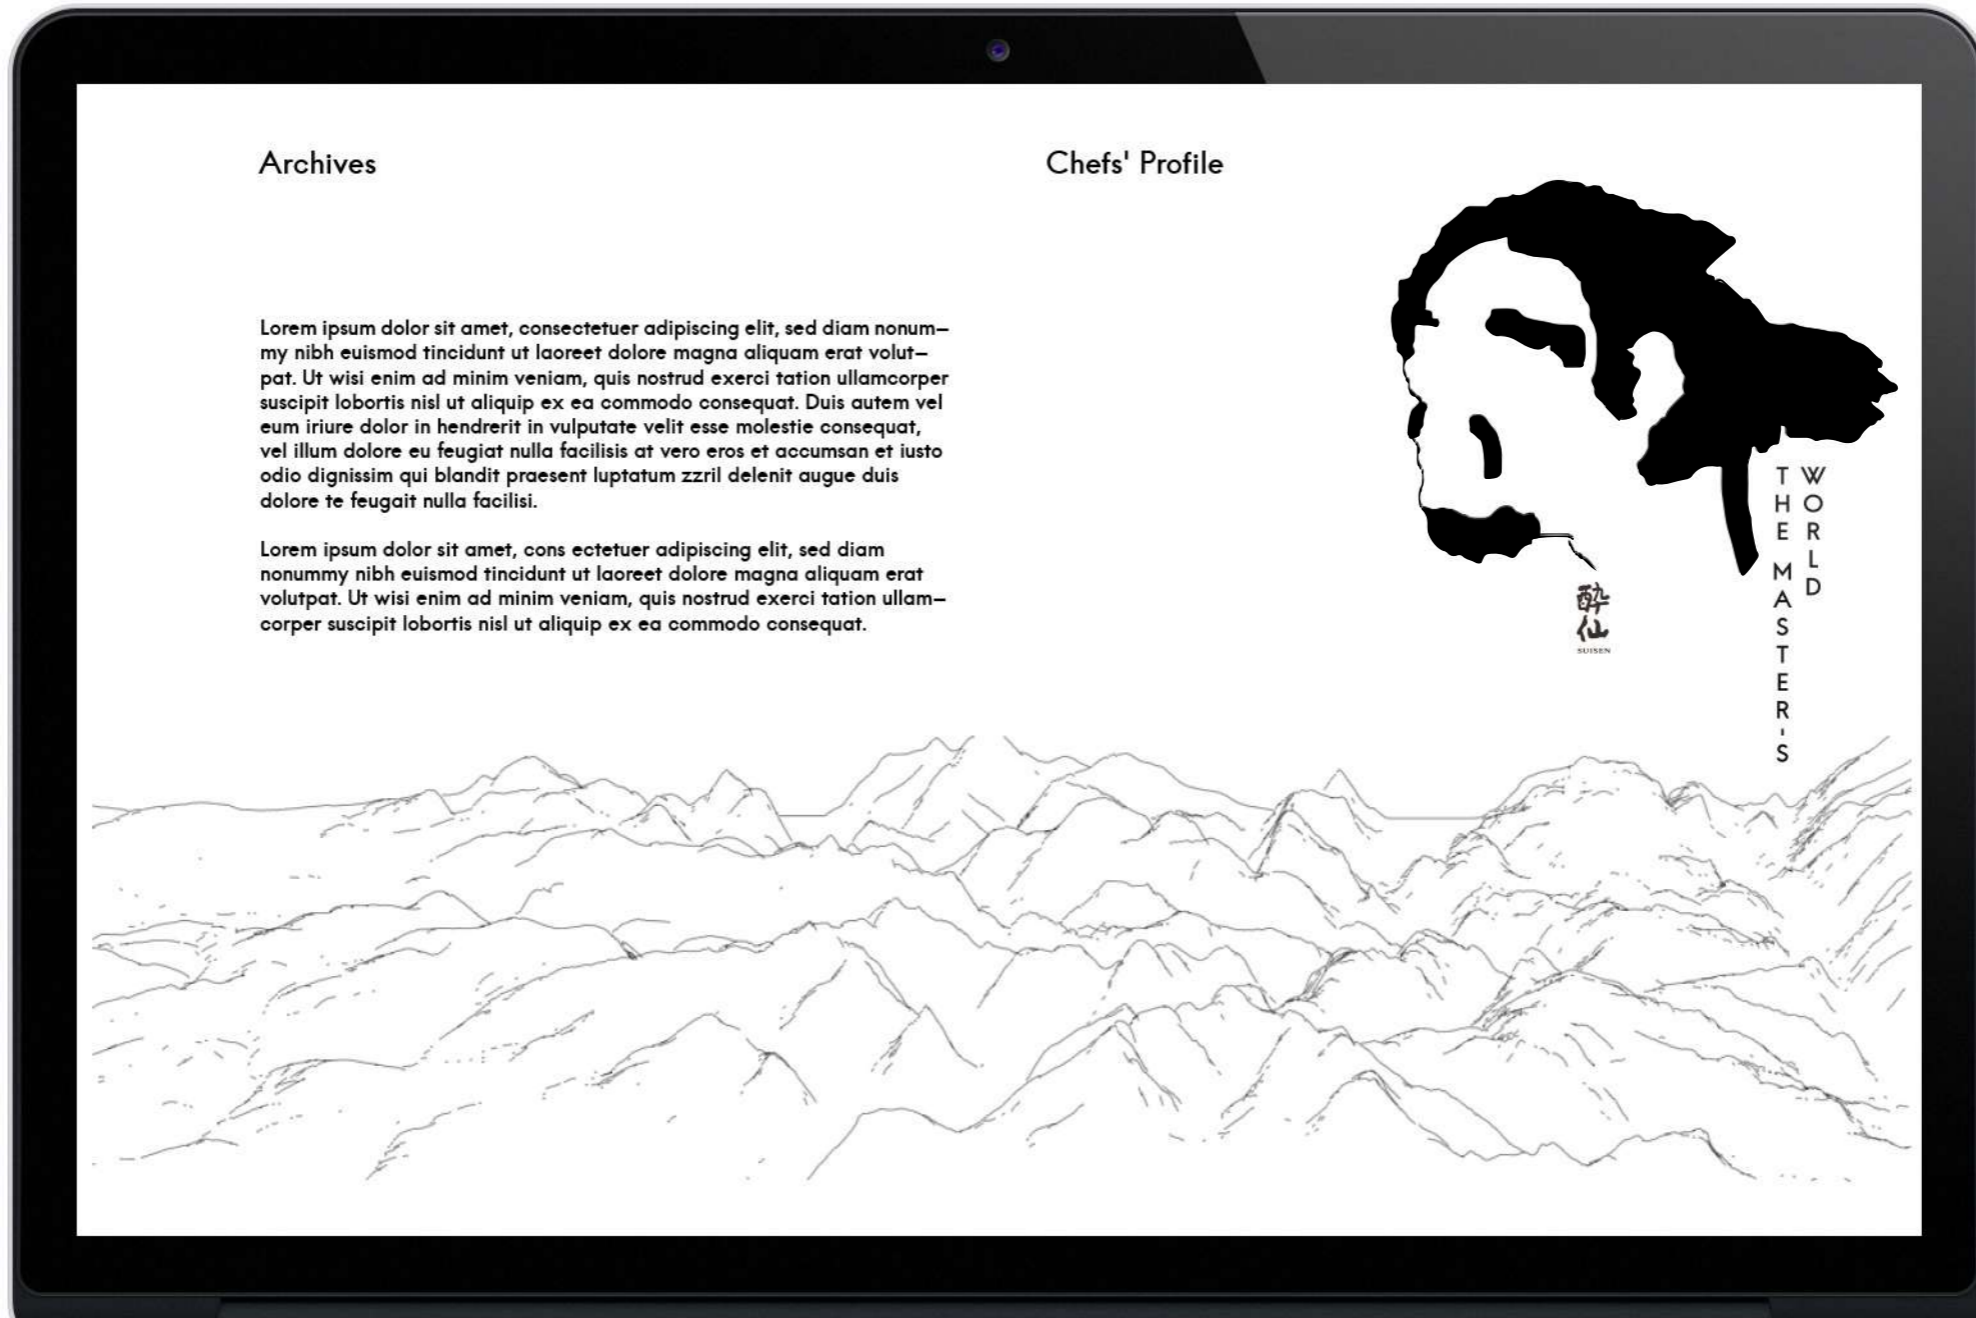 Archives
Chefs' Profile
Lorem ipsum dolor sit amet, consectetuer adipiscing elit, sed diam nonum–
my nibh euismod tincidunt ut laoreet dolore magna aliquam erat volut–
pat. Ut wisi enim ad minim veniam, quis nostrud exerci tation ullamcorper
suscipit lobortis nisl ut aliquip ex ea commodo consequat. Duis autem vel
eum iriure dolor in hendrerit in vulputate velit esse molestie consequat,
vel illum dolore eu feugiat nulla facilisis at vero eros et accumsan et iusto
odio dignissim qui blandit praesent luptatum zzril delenit augue duis
dolore te feugait nulla facilisi.
Lorem ipsum dolor sit amet, cons ectetuer adipiscing elit, sed diam
nonummy nibh euismod tincidunt ut laoreet dolore magna aliquam erat
volutpat. Ut wisi enim ad minim veniam, quis nostrud exerci tation ullam–
corper suscipit lobortis nisl ut aliquip ex ea commodo consequat.
THE MASTER'S
WORLD
酔仙
SUISEN